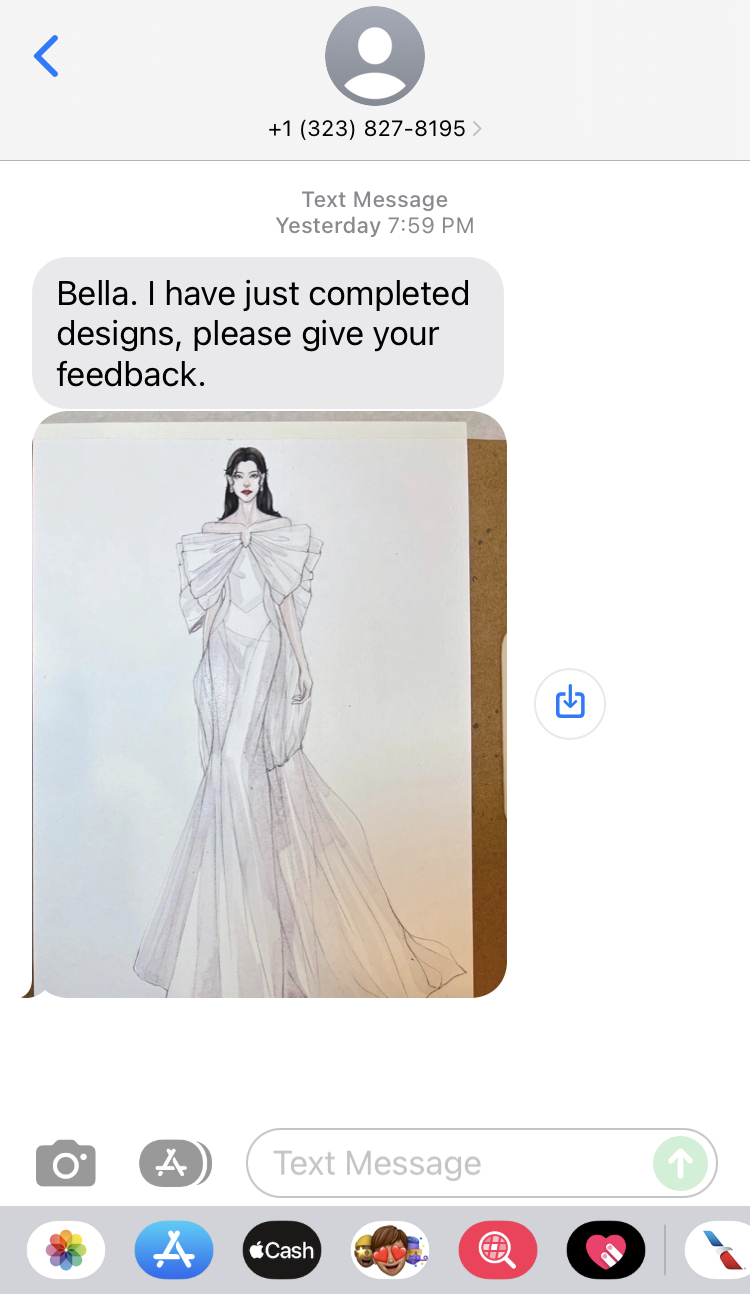 +1 (323) 827-8195
Text Message
Yesterday 7:59 PM
Bella. I have just completed
designs, please give your
feedback.
Text Message
Cash